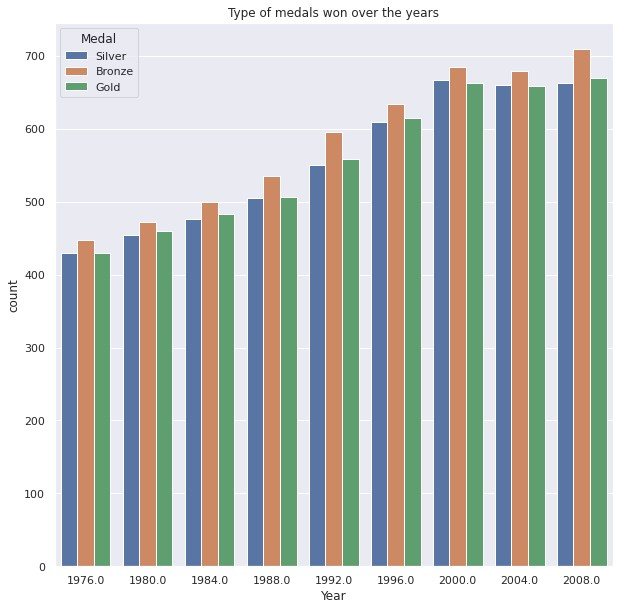 Type of medals won over the years
Medal
Silver
Bronze
Gold
700
600
500
400
300
200
100
0
count
1976.0 1980.0 1984.0 1988.0 1992.0 1996.0 2000.0 2004.0 2008.0
Year